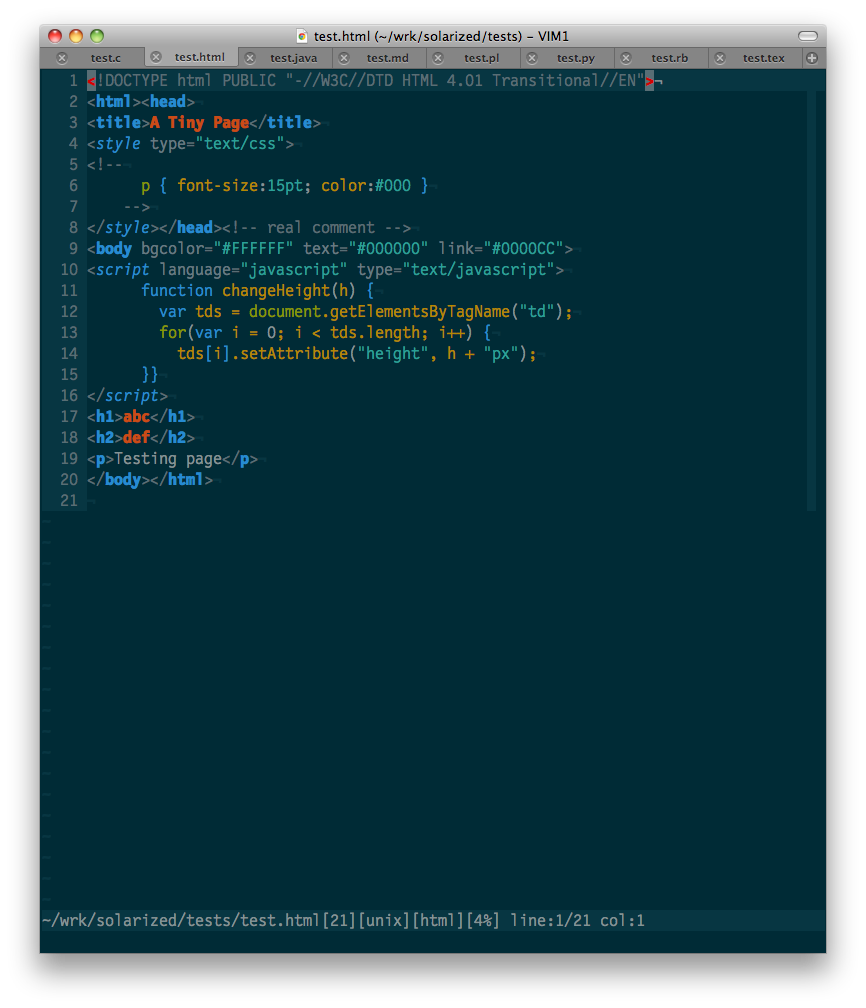 test.html (~/wrk/solarized/tests) – VIM1
test.c test.html test.java test.md test.pl test.py test.rb test.tex
1 <!DOCTYPE html PUBLIC "-//W3C//DTD HTML 4.01 Transitional//EN">¬
2 <html><head>¬
3 <title>A Tiny Page</title>¬
4 <style type="text/css">¬
5 <!--¬
6       p { font-size:15pt; color:#000 }¬
7     -->¬
8 </style></head><!-- real comment -->¬
9 <body bgcolor="#FFFFFF" text="#000000" link="#0000CC">¬
10 <script language="javascript" type="text/javascript">¬
11       function changeHeight(h) {¬
12         var tds = document.getElementsByTagName("td");¬
13         for(var i = 0; i < tds.length; i++) {¬
14           tds[i].setAttribute("height", h + "px");¬
15       }}¬
16 </script>¬
17 <h1>abc</h1>¬
18 <h2>def</h2>¬
19 <p>Testing page</p>¬
20 </body></html>¬
21 ¬
~/wrk/solarized/tests/test.html[21][unix][html][4%] line:1/21 col:1